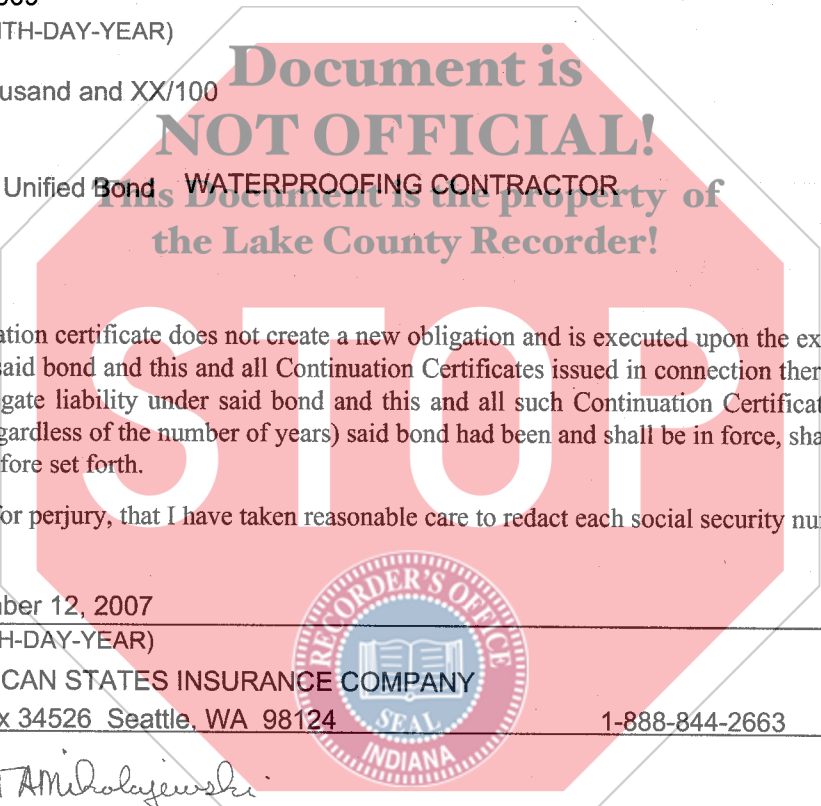 TH-DAY-YEAR)
Document is
usand and XX/100
NOT OFFICIAL!
Unified Bond WATERPROOFING CONTRACTOR
This Document is the property of
the Lake County Recorder!
STOP
ation certificate does not create a new obligation and is executed upon the ex
said bond and this and all Continuation Certificates issued in connection ther
gate liability under said bond and this and all such Continuation Certificat
gardless of the number of years) said bond had been and shall be in force, sha
fore set forth.
for perjury, that I have taken reasonable care to redact each social security nu
ber 12, 2007
H-DAY-YEAR)
CAN STATES INSURANCE COMPANY
x 34526 Seattle, WA 98124 1-888-844-2663
RECORDER'S OFFICE
SEAL
INDIANA
TAMikolajewski